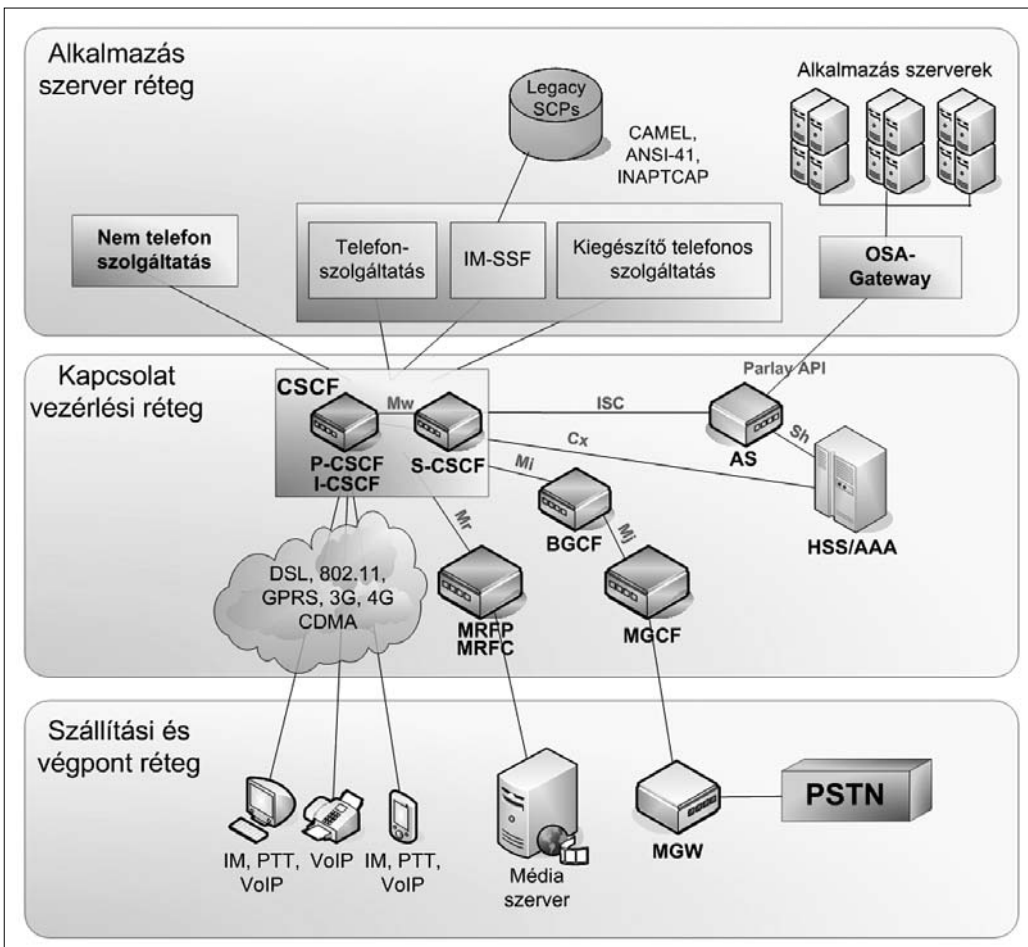 Alkalmazás
szerver réteg
Legacy
SCPs
CAMEL,
ANSI-41,
INAPTCAP
Alkalmazás szerverek
Nem telefon
szolgáltatás
Telefon-
szolgáltatás
IM-SSF
Kiegészítő telefonos
szolgáltatás
OSA-
Gateway
Kapcsolat
vezérlési réteg
CSCF
Mw
P-CSCF
I-CSCF
S-CSCF
ISC
Parlay API
AS
Sh
Cx
Mi
BGCF
Mj
Mr
HSS/AAA
DSL, 802.11,
GPRS, 3G, 4G
CDMA
MRFP
MRFC
MGCF
Szállítási és
végpont réteg
IM, PTT,
VoIP
VoIP
IM, PTT,
VoIP
Média
szerver
MGW
PSTN